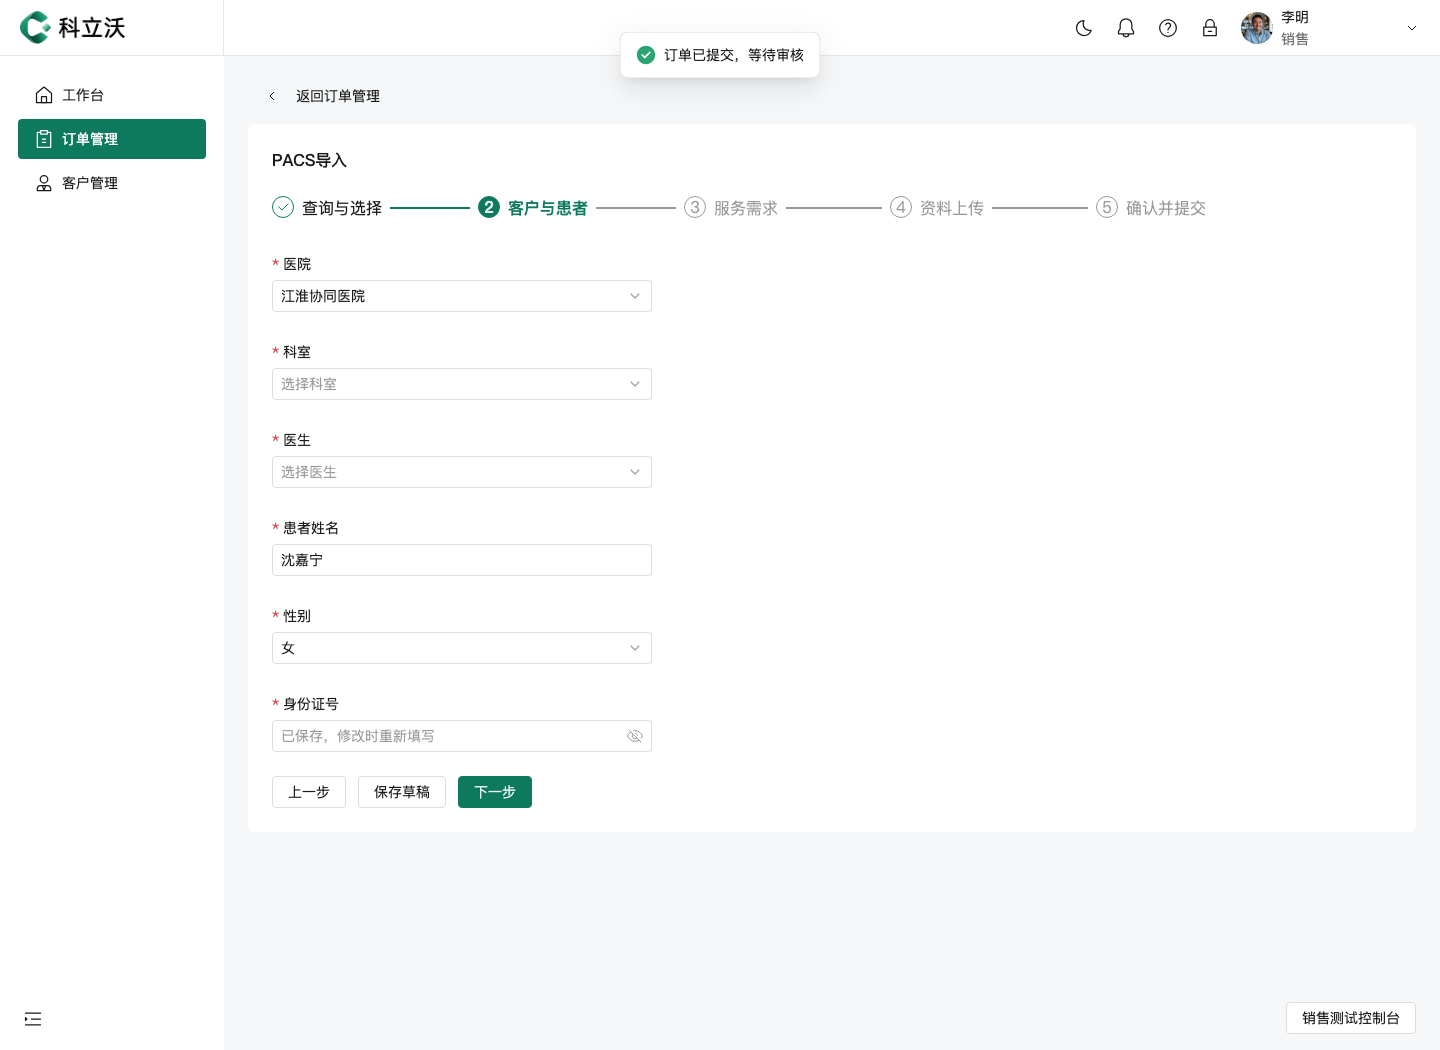 科立沃
订单已提交，等待审核
李明
销售
工作台
订单管理
客户管理
返回订单管理
PACS导入
查询与选择
2 客户与患者
3 服务需求
4 资料上传
5 确认并提交
* 医院
江淮协同医院
* 科室
选择科室
* 医生
选择医生
* 患者姓名
沈嘉宁
* 性别
女
* 身份证号
已保存，修改时重新填写
上一步
保存草稿
下一步
销售测试控制台